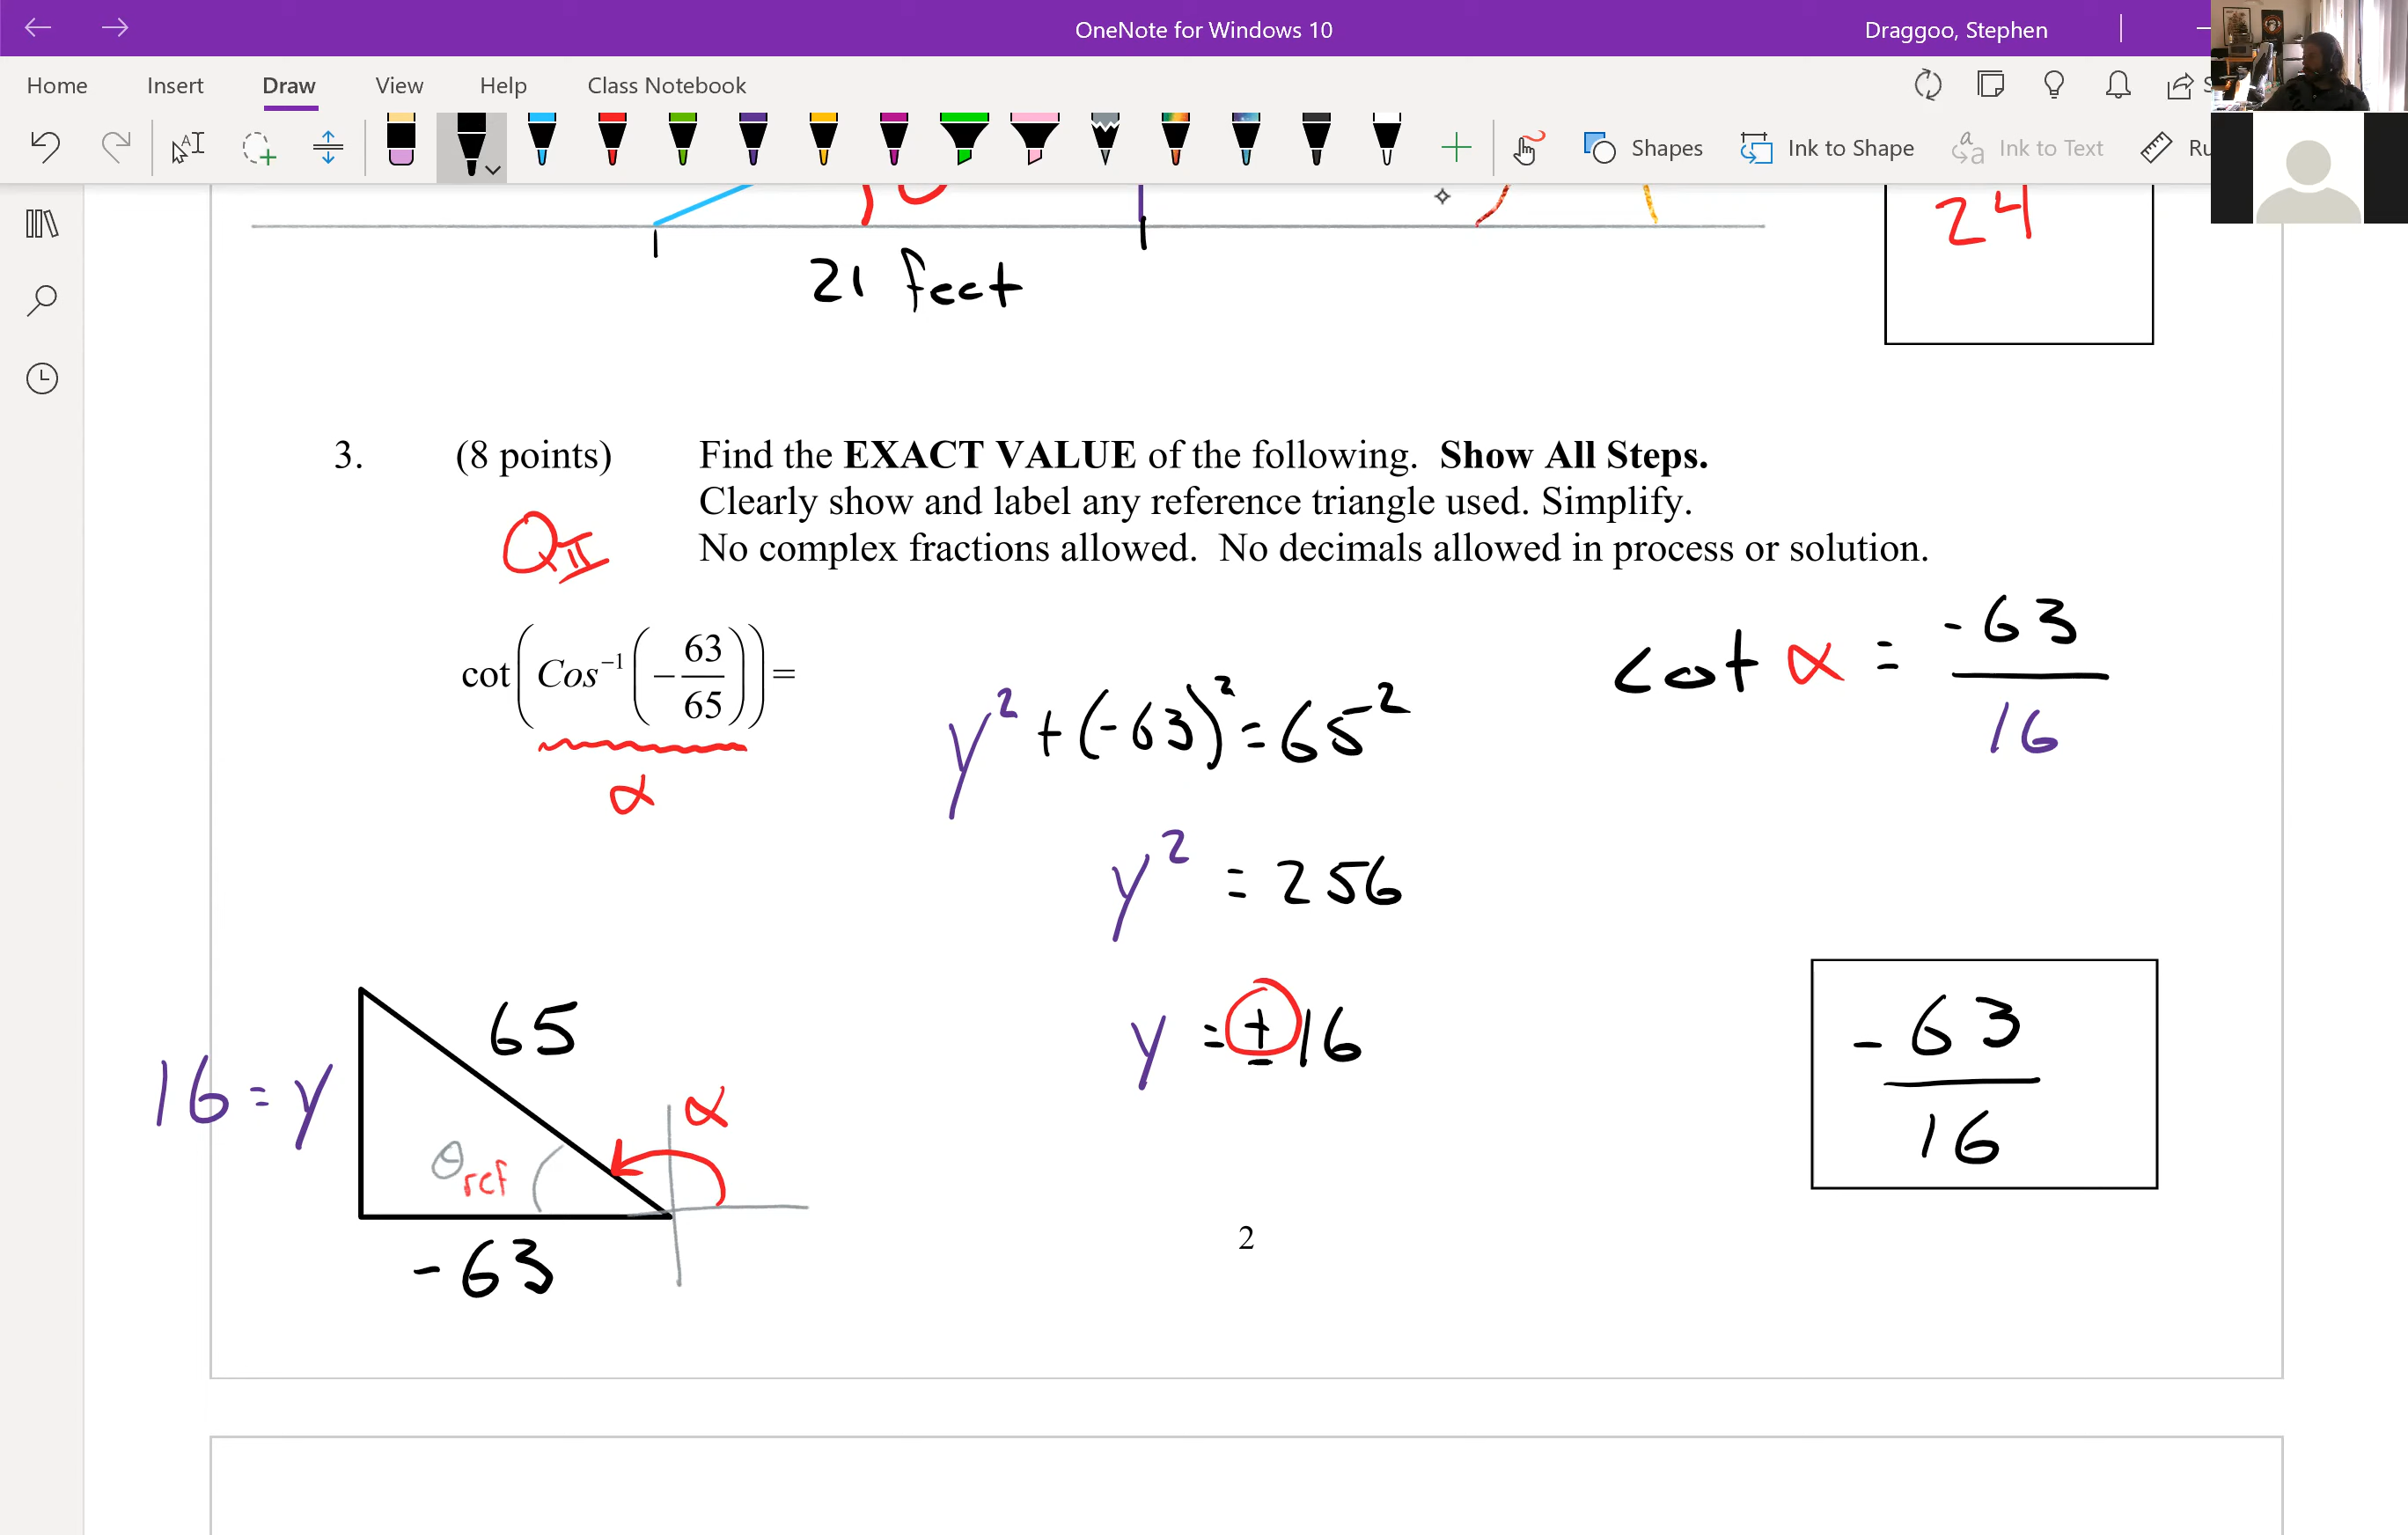 OneNote for Windows 10
Draggoo, Stephen
Home Insert Draw View Help Class Notebook
Shapes Ink to Shape Ink to Text
24
21 feet
3. (8 points) Find the EXACT VALUE of the following. Show All Steps.
Clearly show and label any reference triangle used. Simplify.
No complex fractions allowed. No decimals allowed in process or solution.
QII
cot(Cos⁻¹(-63/65))=
α
y² + (-63)² = 65²
y² = 256
y = ±16
cot α = -63/16
65
16 = y
α
θref
-63
-63/16
2